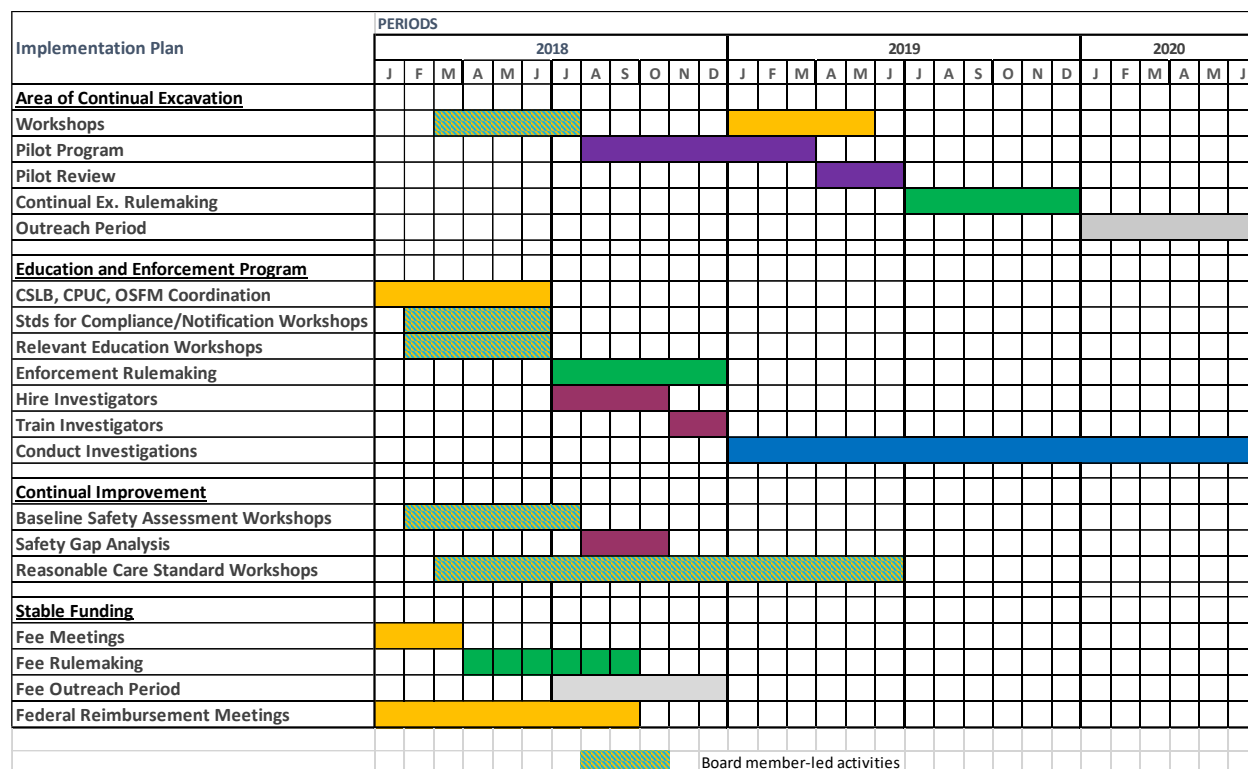 PERIODS
Implementation Plan
2018 2019 2020
J F M A M J J A S O N D J F M A M J J A S O N D J F M A M J
Area of Continual Excavation
Workshops
Pilot Program
Pilot Review
Continual Ex. Rulemaking
Outreach Period
Education and Enforcement Program
CSLB, CPUC, OSFM Coordination
Stds for Compliance/Notification Workshops
Relevant Education Workshops
Enforcement Rulemaking
Hire Investigators
Train Investigators
Conduct Investigations
Continual Improvement
Baseline Safety Assessment Workshops
Safety Gap Analysis
Reasonable Care Standard Workshops
Stable Funding
Fee Meetings
Fee Rulemaking
Fee Outreach Period
Federal Reimbursement Meetings
Board member-led activities